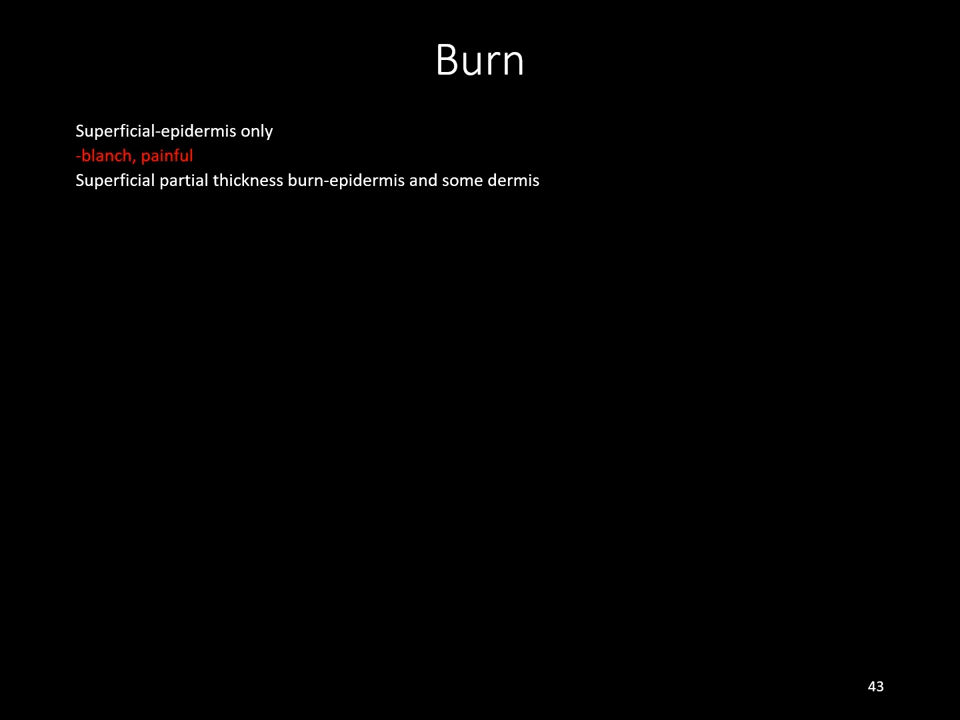 Burn
Superficial-epidermis only
-blanch, painful
Superficial partial thickness burn-epidermis and some dermis
43